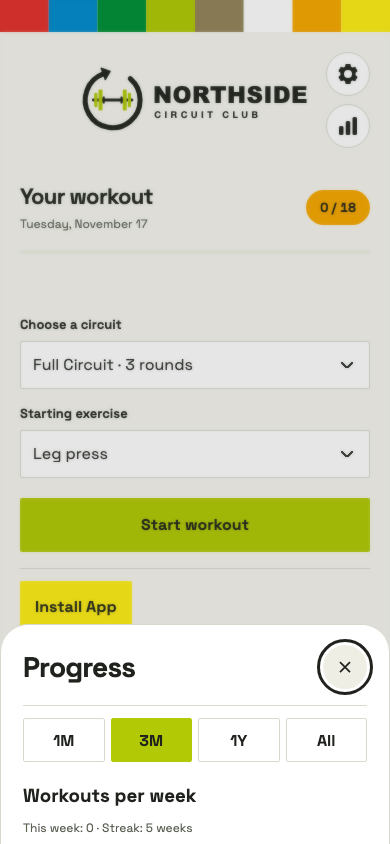 NORTHSIDE
CIRCUIT CLUB
Your workout
Tuesday, November 17
0 / 18
Choose a circuit
Full Circuit · 3 rounds
Starting exercise
Leg press
Start workout
Install App
Progress
1M
3M
1Y
All
Workouts per week
This week: 0 · Streak: 5 weeks